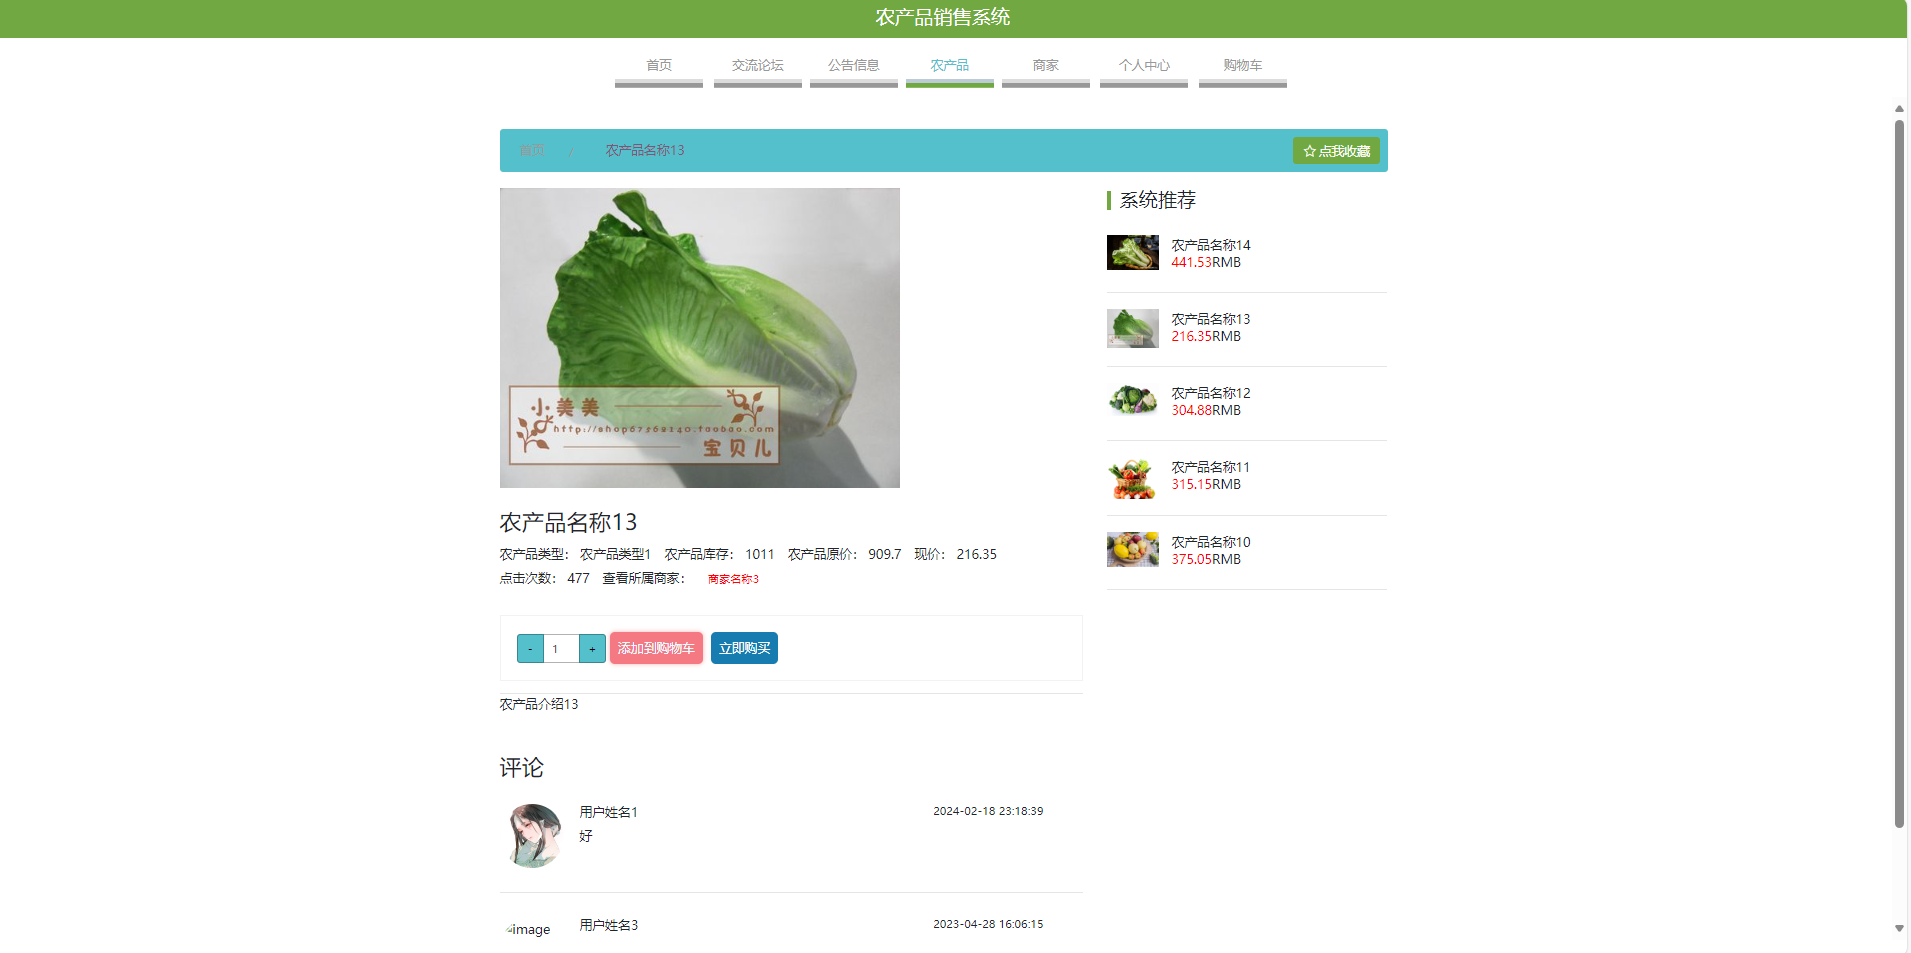 农产品销售系统
首页 交流论坛 公告信息 农产品 商家 个人中心 购物车
首页 / 农产品名称13 点我收藏
小美美
http://shop67569140.taobao.com
宝贝儿
农产品名称13
农产品类型： 农产品类型1 农产品库存： 1011 农产品原价： 909.7 现价： 216.35
点击次数： 477 查看所属商家： 商家名称3
- 1 + 添加到购物车 立即购买
农产品介绍13
评论
用户姓名1 2024-02-18 23:18:39
好
image 用户姓名3 2023-04-28 16:06:15
系统推荐
农产品名称14
441.53RMB
农产品名称13
216.35RMB
农产品名称12
304.88RMB
农产品名称11
315.15RMB
农产品名称10
375.05RMB